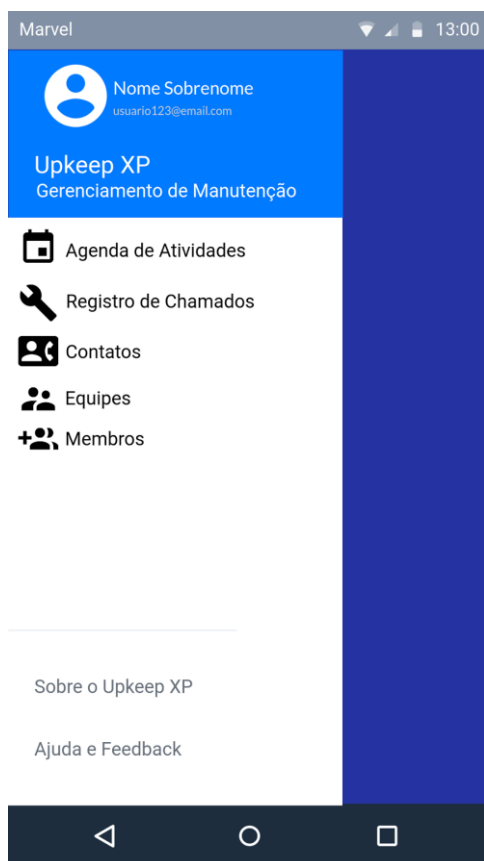 Marvel 13:00
Nome Sobrenome
usuario123@email.com
Upkeep XP
Gerenciamento de Manutenção
Agenda de Atividades
Registro de Chamados
Contatos
Equipes
Membros
Sobre o Upkeep XP
Ajuda e Feedback